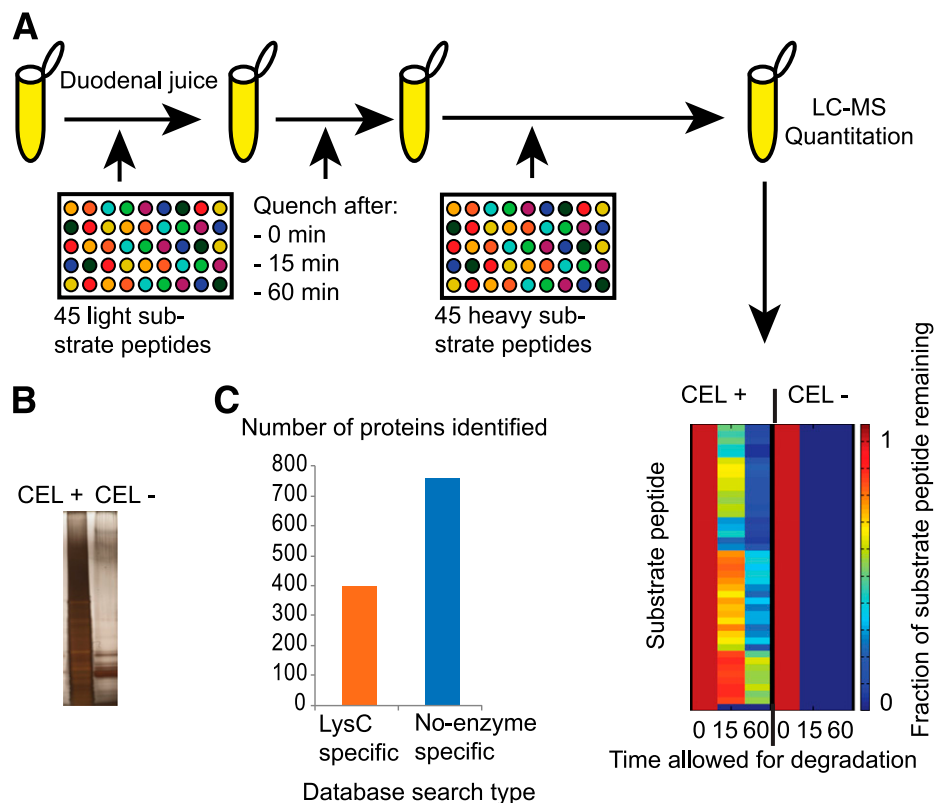 A
Duodenal juice
LC-MS
Quantitation
Quench after:
- 0 min
- 15 min
- 60 min
45 light sub-
strate peptides
45 heavy sub-
strate peptides
B
CEL + CEL -
C
Number of proteins identified
800
700
600
500
400
300
200
100
0
LysC
specific
No-enzyme
specific
Database search type
CEL + CEL -
Substrate peptide
0 15 60 0 15 60
Time allowed for degradation
1
0
Fraction of substrate peptide remaining